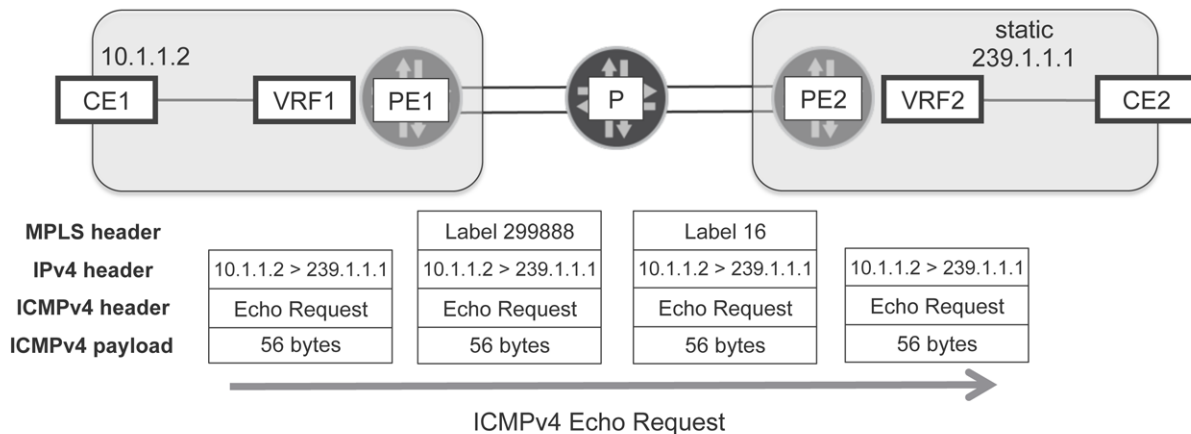 10.1.1.2
static
239.1.1.1
CE1
VRF1
PE1
P
PE2
VRF2
CE2
MPLS header
Label 299888
Label 16
IPv4 header
10.1.1.2 > 239.1.1.1
10.1.1.2 > 239.1.1.1
10.1.1.2 > 239.1.1.1
10.1.1.2 > 239.1.1.1
ICMPv4 header
Echo Request
Echo Request
Echo Request
Echo Request
ICMPv4 payload
56 bytes
56 bytes
56 bytes
56 bytes
ICMPv4 Echo Request